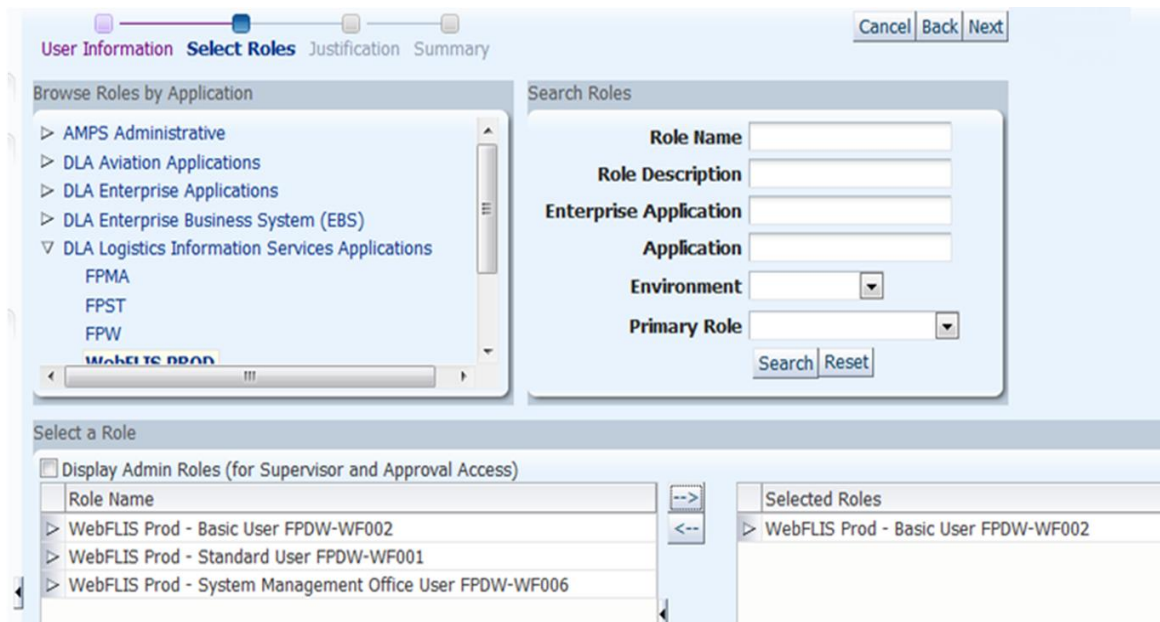 Cancel Back Next
User Information Select Roles Justification Summary
Browse Roles by Application
AMPS Administrative
DLA Aviation Applications
DLA Enterprise Applications
DLA Enterprise Business System (EBS)
DLA Logistics Information Services Applications
FPMA
FPST
FPW
WebFLIS PROD
Search Roles
Role Name
Role Description
Enterprise Application
Application
Environment
Primary Role
Search Reset
Select a Role
Display Admin Roles (for Supervisor and Approval Access)
Role Name
WebFLIS Prod - Basic User FPDW-WF002
WebFLIS Prod - Standard User FPDW-WF001
WebFLIS Prod - System Management Office User FPDW-WF006
-->
<--
Selected Roles
WebFLIS Prod - Basic User FPDW-WF002